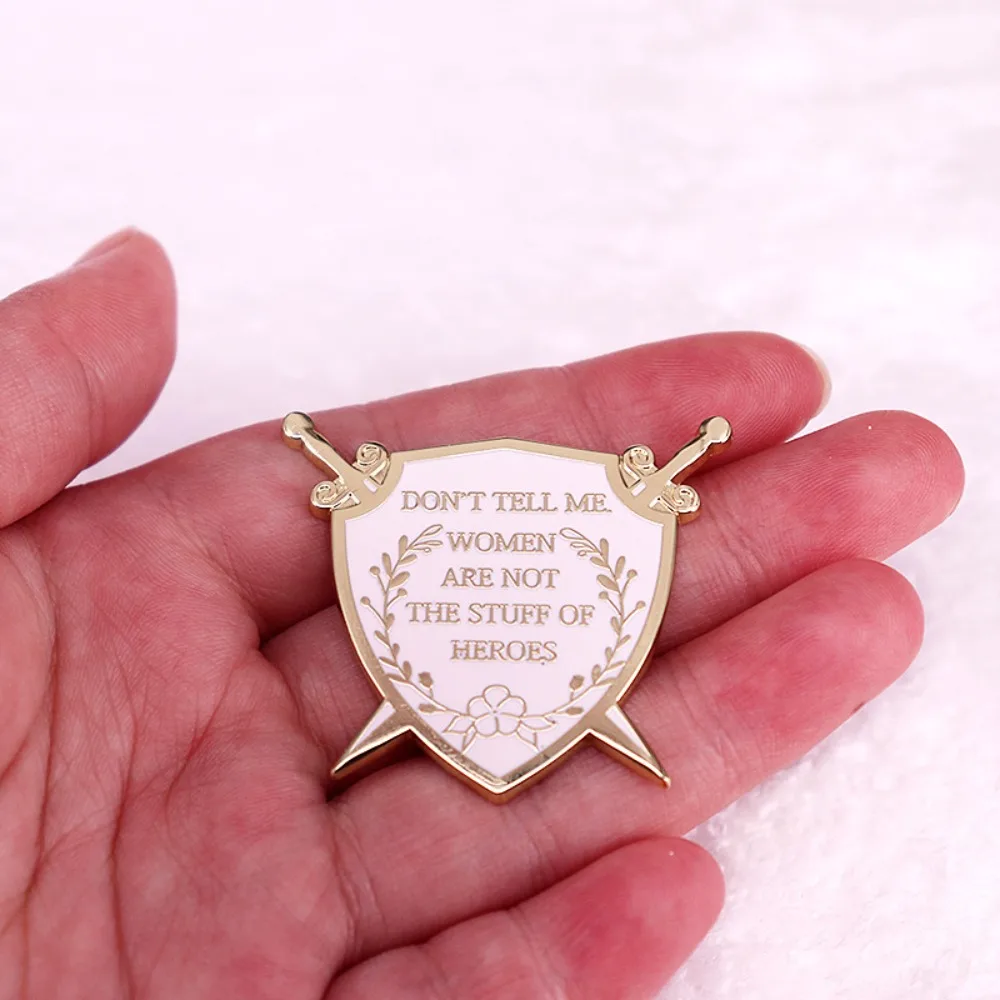 DON'T TELL ME.
WOMEN
ARE NOT
THE STUFF OF
HEROES